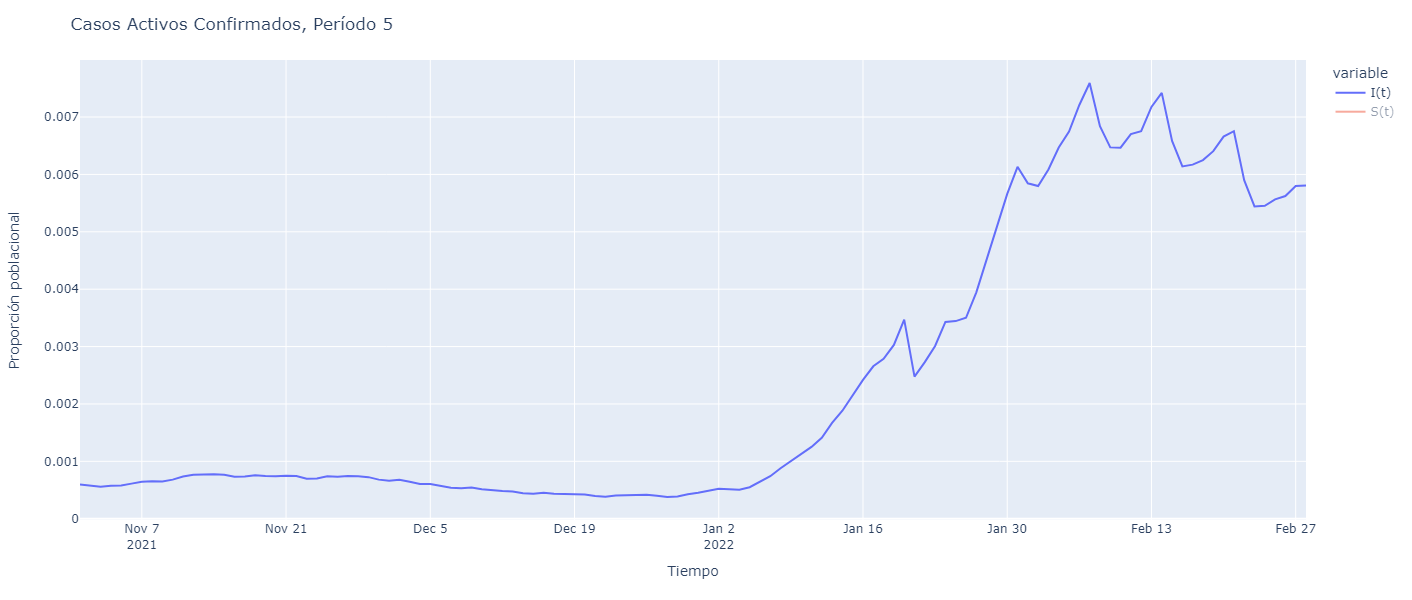 Casos Activos Confirmados, Período 5
variable
I(t)
S(t)
Proporción poblacional
0.007
0.006
0.005
0.004
0.003
0.002
0.001
0
Nov 7
2021
Nov 21
Dec 5
Dec 19
Jan 2
2022
Jan 16
Jan 30
Feb 13
Feb 27
Tiempo